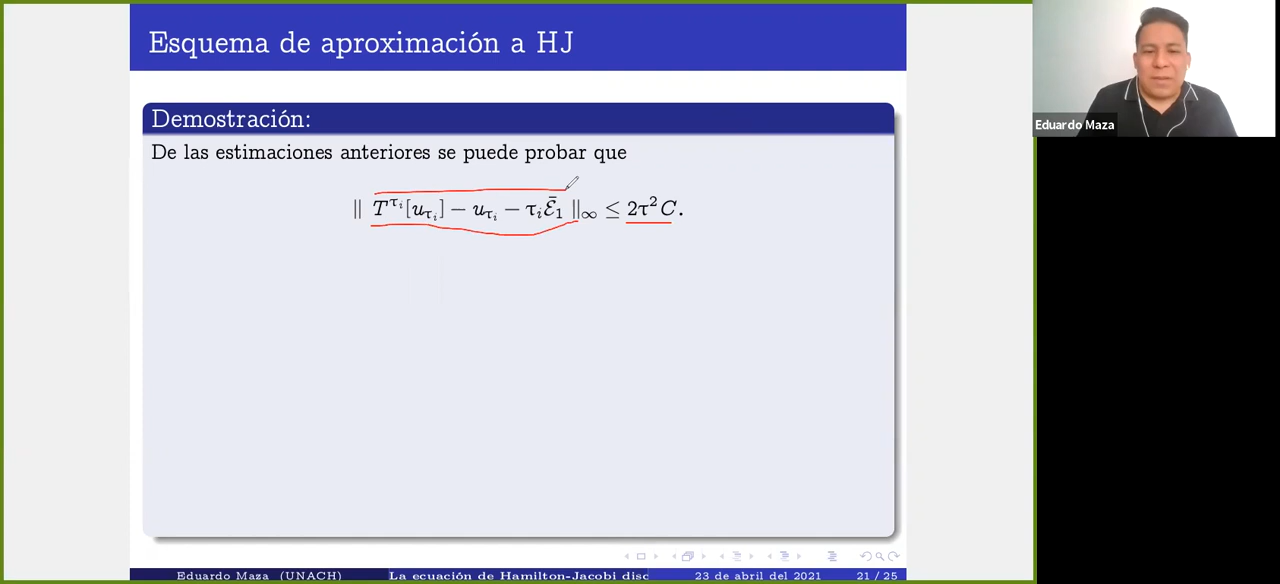 Esquema de aproximación a HJ
Demostración:
De las estimaciones anteriores se puede probar que
‖ T^{τ_i}[u_{τ_i}] − u_{τ_i} − τ_i \bar{ℰ}_1 ‖_∞ ≤ 2τ²C.
Eduardo Maza (UNACH) La ecuación de Hamilton-Jacobi disc 23 de abril del 2021 21 / 25
Eduardo Maza